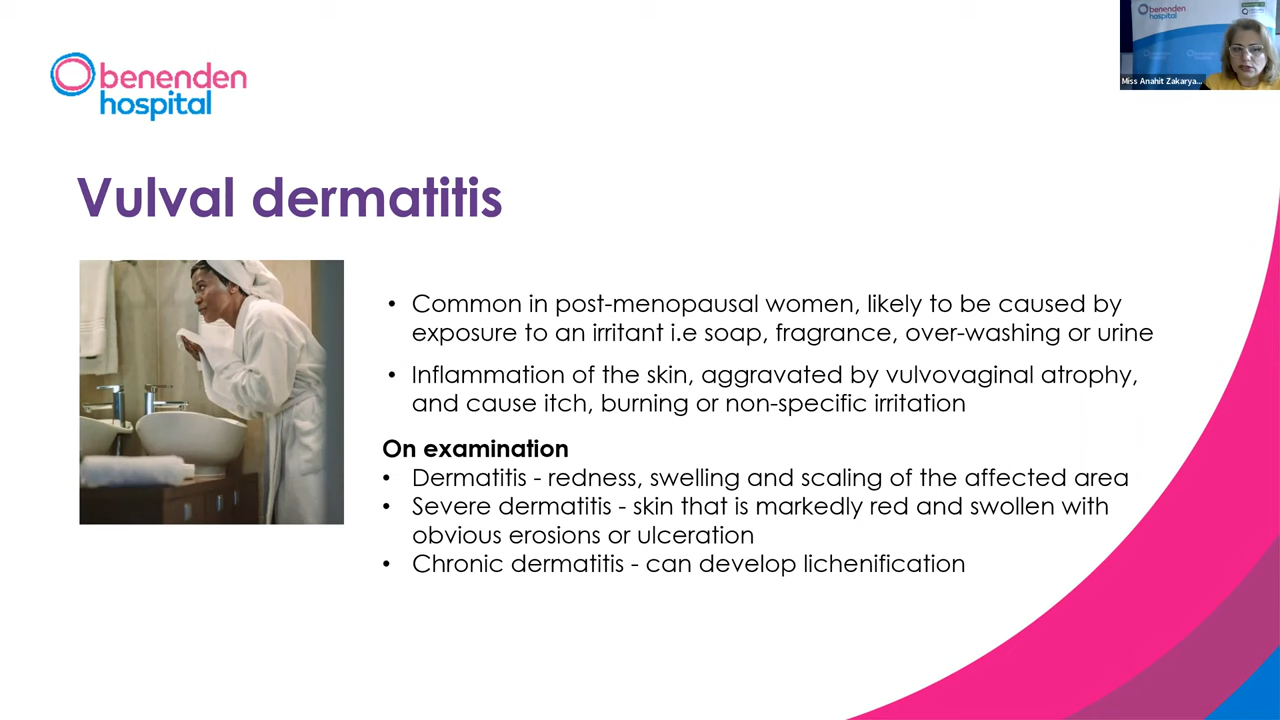 benenden
hospital
benenden
hospital
Miss Anahit Zakarya...
Vulval dermatitis
• Common in post-menopausal women, likely to be caused by
exposure to an irritant i.e soap, fragrance, over-washing or urine
• Inflammation of the skin, aggravated by vulvovaginal atrophy,
and cause itch, burning or non-specific irritation
On examination
• Dermatitis - redness, swelling and scaling of the affected area
• Severe dermatitis - skin that is markedly red and swollen with
obvious erosions or ulceration
• Chronic dermatitis - can develop lichenification